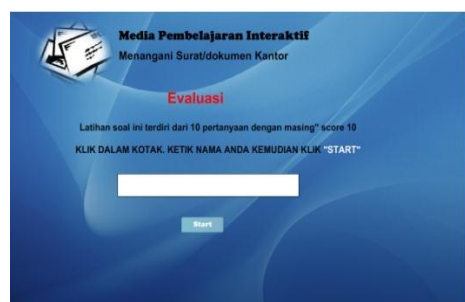 Media Pembelajaran Interaktif
Menangani Surat/dokumen Kantor
Evaluasi
Latihan soal ini terdiri dari 10 pertanyaan dengan masing" score 10
KLIK DALAM KOTAK. KETIK NAMA ANDA KEMUDIAN KLIK "START"
Start